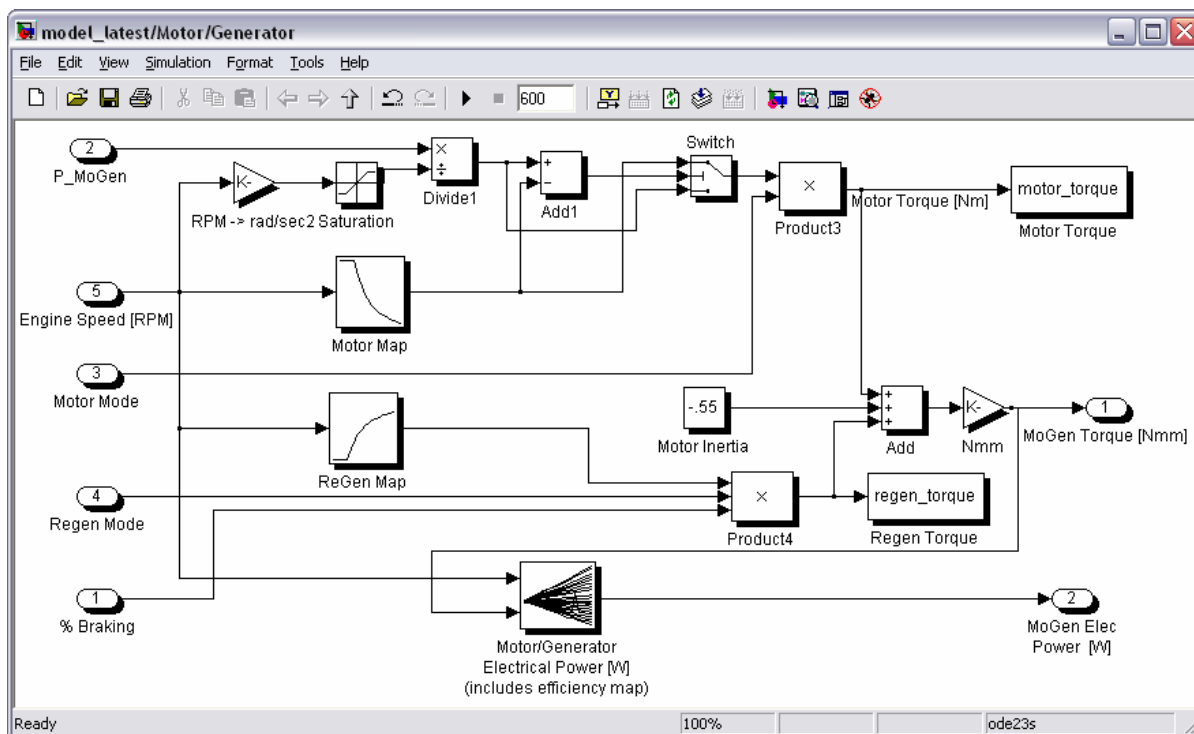 model_latest/Motor/Generator
File Edit View Simulation Format Tools Help
600
2
P_MoGen
K-
RPM -> rad/sec2
Saturation
×
÷
Divide1
+
−
Add1
Switch
×
Product3
Motor Torque [Nm]
motor_torque
Motor Torque
5
Engine Speed [RPM]
Motor Map
3
Motor Mode
ReGen Map
-.55
Motor Inertia
+
+
+
Add
K-
Nmm
1
MoGen Torque [Nmm]
4
Regen Mode
×
Product4
regen_torque
Regen Torque
1
% Braking
Motor/Generator
Electrical Power [W]
(includes efficiency map)
2
MoGen Elec
Power [W]
Ready 100% ode23s